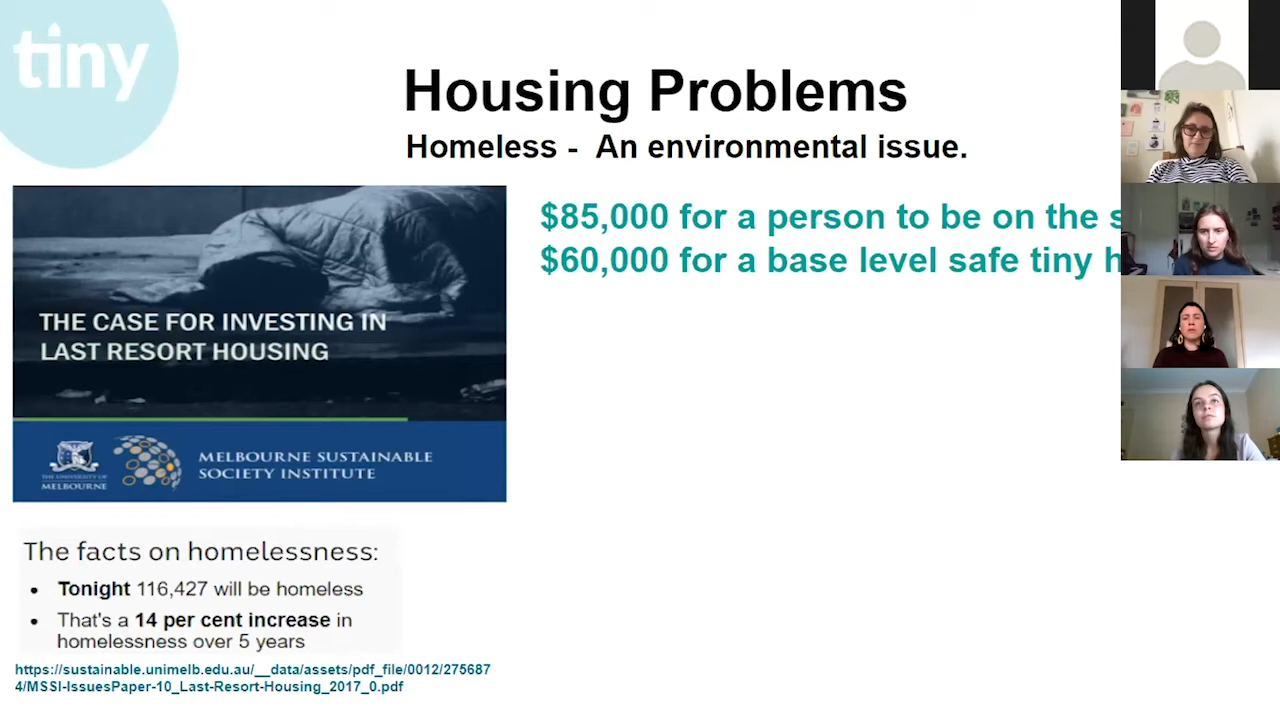 tiny
Housing Problems
Homeless - An environmental issue.
$85,000 for a person to be on the
$60,000 for a base level safe tiny
THE CASE FOR INVESTING IN
LAST RESORT HOUSING
THE UNIVERSITY OF
MELBOURNE
MELBOURNE SUSTAINABLE
SOCIETY INSTITUTE
The facts on homelessness:
• Tonight 116,427 will be homeless
• That's a 14 per cent increase in
homelessness over 5 years
https://sustainable.unimelb.edu.au/__data/assets/pdf_file/0012/275687
4/MSSI-IssuesPaper-10_Last-Resort-Housing_2017_0.pdf